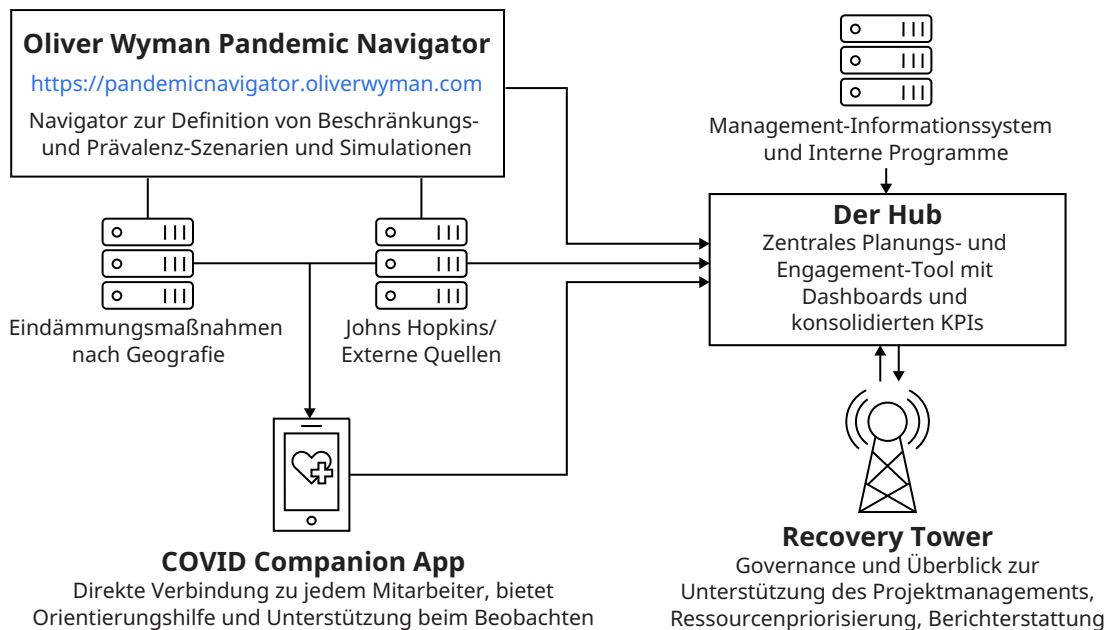 Oliver Wyman Pandemic Navigator
https://pandemicnavigator.oliverwyman.com
Navigator zur Definition von Beschränkungs-
und Prävalenz-Szenarien und Simulationen
Management-Informationssystem
und Interne Programme
Der Hub
Zentrales Planungs- und
Engagement-Tool mit
Dashboards und
konsolidierten KPIs
Eindämmungsmaßnahmen
nach Geografie
Johns Hopkins/
Externe Quellen
COVID Companion App
Direkte Verbindung zu jedem Mitarbeiter, bietet
Orientierungshilfe und Unterstützung beim Beobachten
Recovery Tower
Governance und Überblick zur
Unterstützung des Projektmanagements,
Ressourcenpriorisierung, Berichterstattung